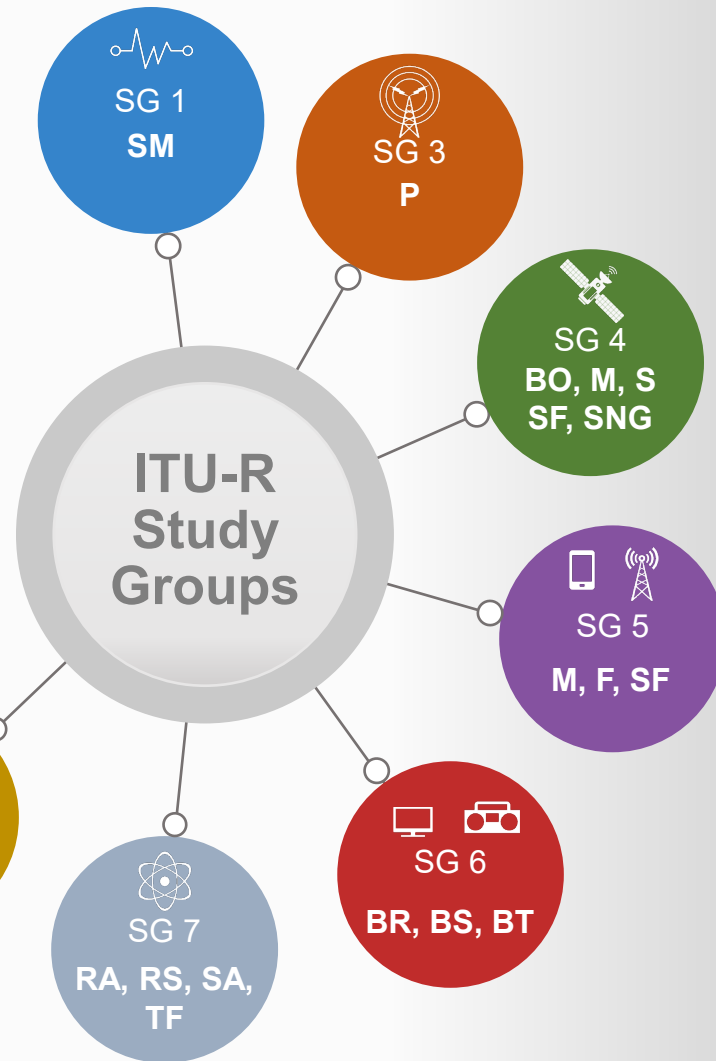 SG 1
SM
SG 3
P
SG 4
BO, M, S
SF, SNG
ITU-R
Study
Groups
SG 5
M, F, SF
SG 6
BR, BS, BT
SG 7
RA, RS, SA,
TF